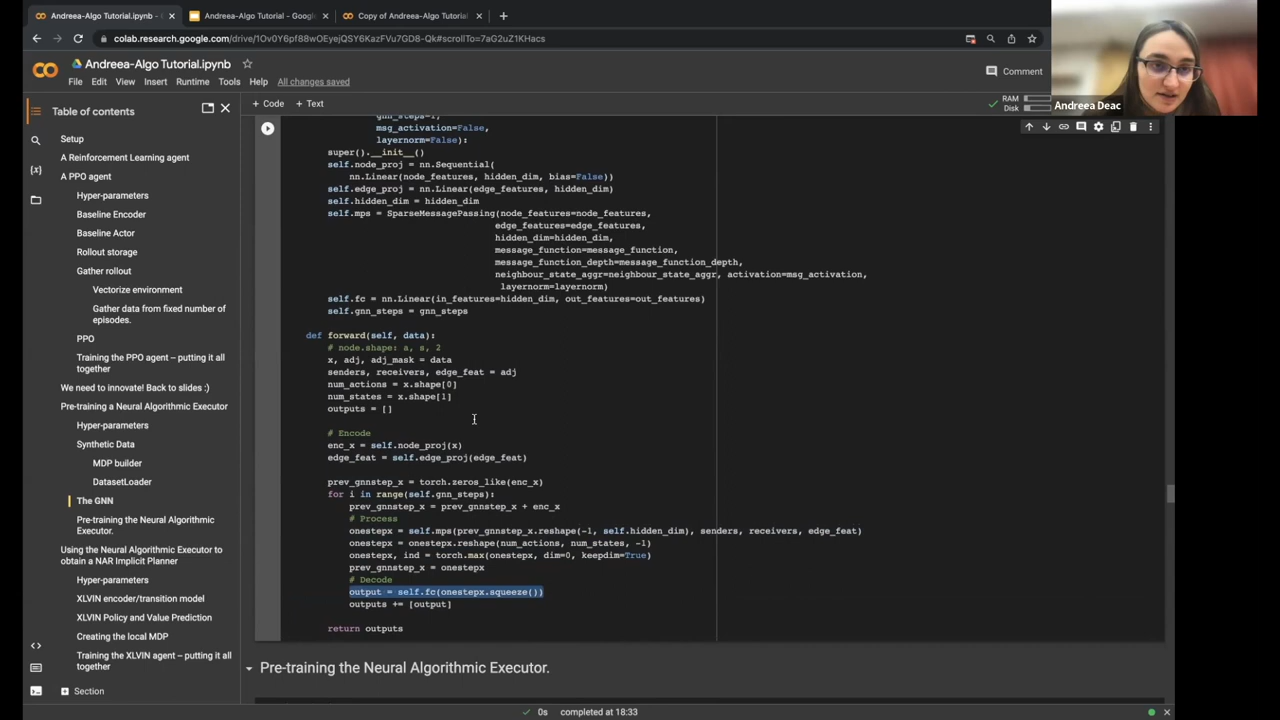 Andreea-Algo Tutorial.ipynb -
Andreea-Algo Tutorial - Googl
Copy of Andreea-Algo Tutorial
colab.research.google.com/drive/1Ov0Y6pf88wOEyejQSY6KazFVu7GD8-Qk#scrollTo=7aG2uZ1KHacs
Andreea-Algo Tutorial.ipynb
File Edit View Insert Runtime Tools Help All changes saved
Comment
Andreea Deac
+ Code + Text
RAM
Disk
Table of contents
Setup
A Reinforcement Learning agent
A PPO agent
Hyper-parameters
Baseline Encoder
Baseline Actor
Rollout storage
Gather rollout
Vectorize environment
Gather data from fixed number of
episodes.
PPO
Training the PPO agent – putting it all
together
We need to innovate! Back to slides :)
Pre-training a Neural Algorithmic Executor
Hyper-parameters
Synthetic Data
MDP builder
DatasetLoader
The GNN
Pre-training the Neural Algorithmic
Executor.
Using the Neural Algorithmic Executor to
obtain a NAR Implicit Planner
Hyper-parameters
XLVIN encoder/transition model
XLVIN Policy and Value Prediction
Creating the local MDP
Training the XLVIN agent – putting it all
together
Section
gnn_steps=1,
msg_activation=False,
layernorm=False):
super().__init__()
self.node_proj = nn.Sequential(
nn.Linear(node_features, hidden_dim, bias=False))
self.edge_proj = nn.Linear(edge_features, hidden_dim)
self.hidden_dim = hidden_dim
self.mps = SparseMessagePassing(node_features=node_features,
edge_features=edge_features,
hidden_dim=hidden_dim,
message_function=message_function,
message_function_depth=message_function_depth,
neighbour_state_aggr=neighbour_state_aggr, activation=msg_activation,
layernorm=layernorm)
self.fc = nn.Linear(in_features=hidden_dim, out_features=out_features)
self.gnn_steps = gnn_steps
def forward(self, data):
# node.shape: a, s, 2
x, adj, adj_mask = data
senders, receivers, edge_feat = adj
num_actions = x.shape[0]
num_states = x.shape[1]
outputs = []
# Encode
enc_x = self.node_proj(x)
edge_feat = self.edge_proj(edge_feat)
prev_gnnstep_x = torch.zeros_like(enc_x)
for i in range(self.gnn_steps):
prev_gnnstep_x = prev_gnnstep_x + enc_x
# Process
onestepx = self.mps(prev_gnnstep_x.reshape(-1, self.hidden_dim), senders, receivers, edge_feat)
onestepx = onestepx.reshape(num_actions, num_states, -1)
onestepx, ind = torch.max(onestepx, dim=0, keepdim=True)
prev_gnnstep_x = onestepx
# Decode
output = self.fc(onestepx.squeeze())
outputs += [output]
return outputs
Pre-training the Neural Algorithmic Executor.
0s completed at 18:33